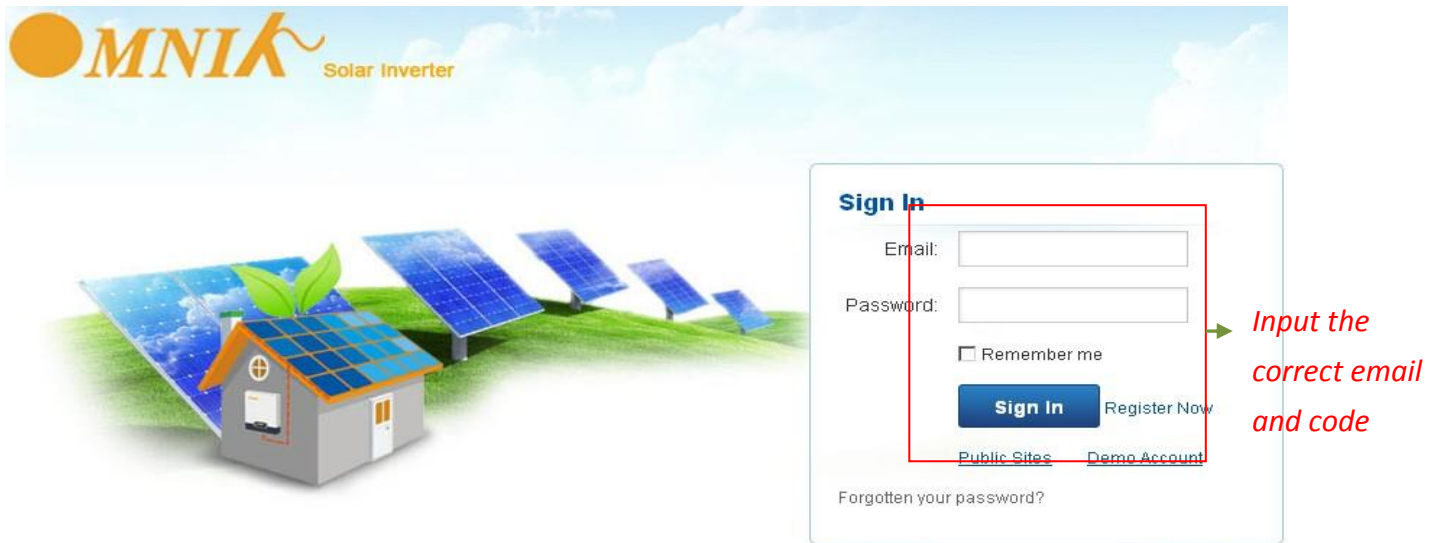 OMNIK Solar Inverter
Sign In
Email:
Password:
Remember me
Sign In Register Now
Public Sites Demo Account
Forgotten your password?
Input the
correct email
and code